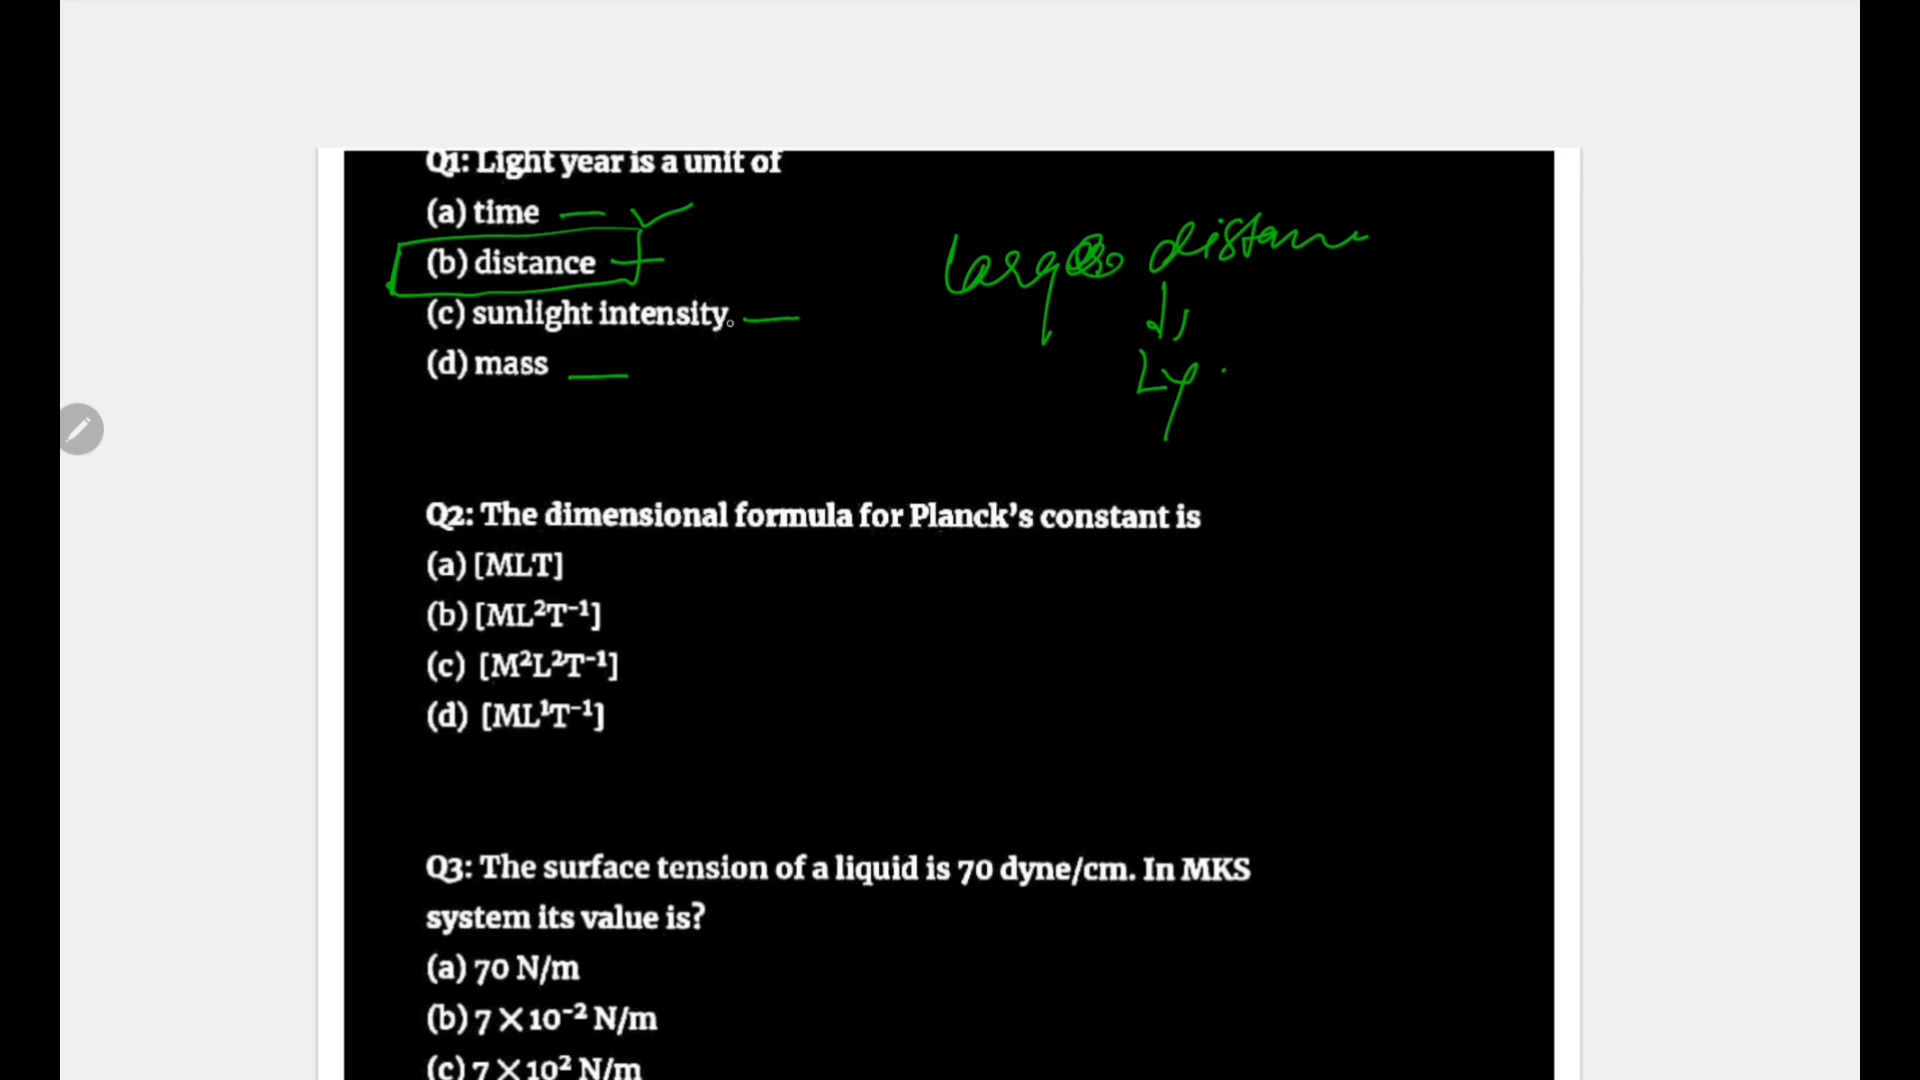 Q1: Light year is a unit of
(a) time
(b) distance
(c) sunlight intensity.
(d) mass
large distan
Ly.
Q2: The dimensional formula for Planck’s constant is
(a) [MLT]
(b) [ML²T⁻¹]
(c) [M²L²T⁻¹]
(d) [ML¹T⁻¹]
Q3: The surface tension of a liquid is 70 dyne/cm. In MKS
system its value is?
(a) 70 N/m
(b) 7×10⁻² N/m
(c) 7×10² N/m